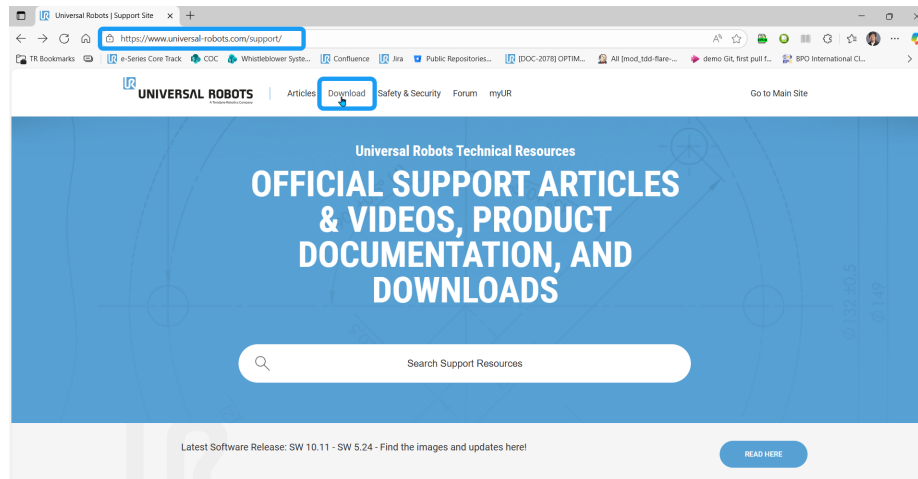 Universal Robots | Support Site
https://www.universal-robots.com/support/
TR Bookmarks
e-Series Core Track
COC
Whistleblower Syste...
Confluence
Jira
Public Repositories...
[DOC-2078] OPTIM...
All [mod_tdd-flare-...
demo Git, first pull f...
BPO International Cl...
UNIVERSAL ROBOTS
A Teradyne Robotics Company
Articles
Download
Safety & Security
Forum
myUR
Go to Main Site
Universal Robots Technical Resources
OFFICIAL SUPPORT ARTICLES
& VIDEOS, PRODUCT
DOCUMENTATION, AND
DOWNLOADS
Search Support Resources
Latest Software Release: SW 10.11 - SW 5.24 - Find the images and updates here!
READ HERE